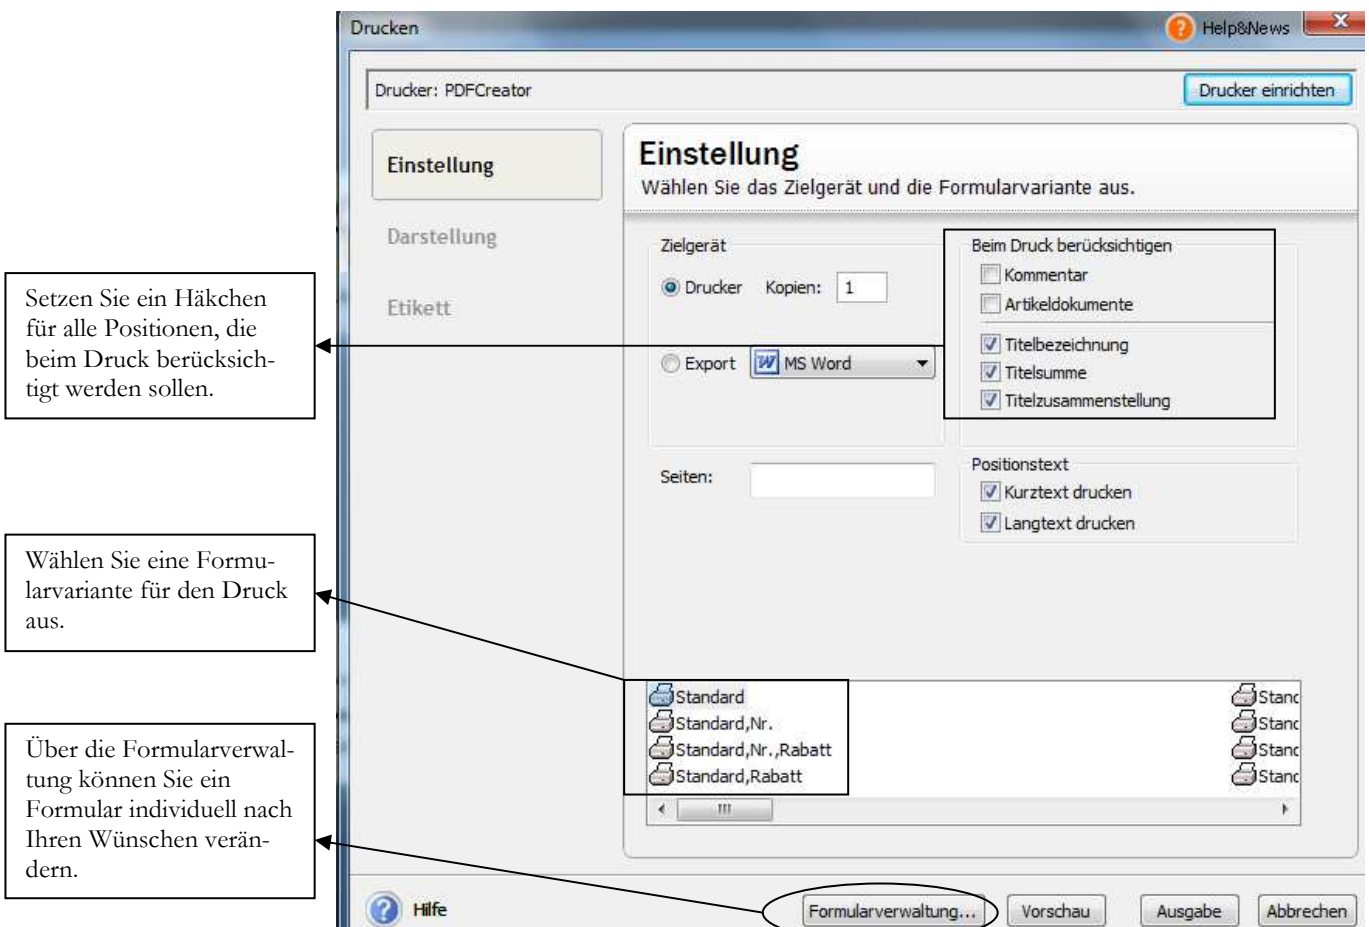 Drucken
Help&News
Drucker: PDFCreator
Drucker einrichten
Einstellung
Darstellung
Etikett
Einstellung
Wählen Sie das Zielgerät und die Formularvariante aus.
Zielgerät
Drucker
Kopien:
1
Export
MS Word
Beim Druck berücksichtigen
Kommentar
Artikeldokumente
Titelbezeichnung
Titelsumme
Titelzusammenstellung
Seiten:
Positionstext
Kurztext drucken
Langtext drucken
Standard
Standard,Nr.
Standard,Nr.,Rabatt
Standard,Rabatt
Stanc
Stanc
Stanc
Stanc
Hilfe
Formularverwaltung...
Vorschau
Ausgabe
Abbrechen
Setzen Sie ein Häkchen
für alle Positionen, die
beim Druck berücksich-
tigt werden sollen.
Wählen Sie eine Formu-
larvariante für den Druck
aus.
Über die Formularverwal-
tung können Sie ein
Formular individuell nach
Ihren Wünschen verän-
dern.